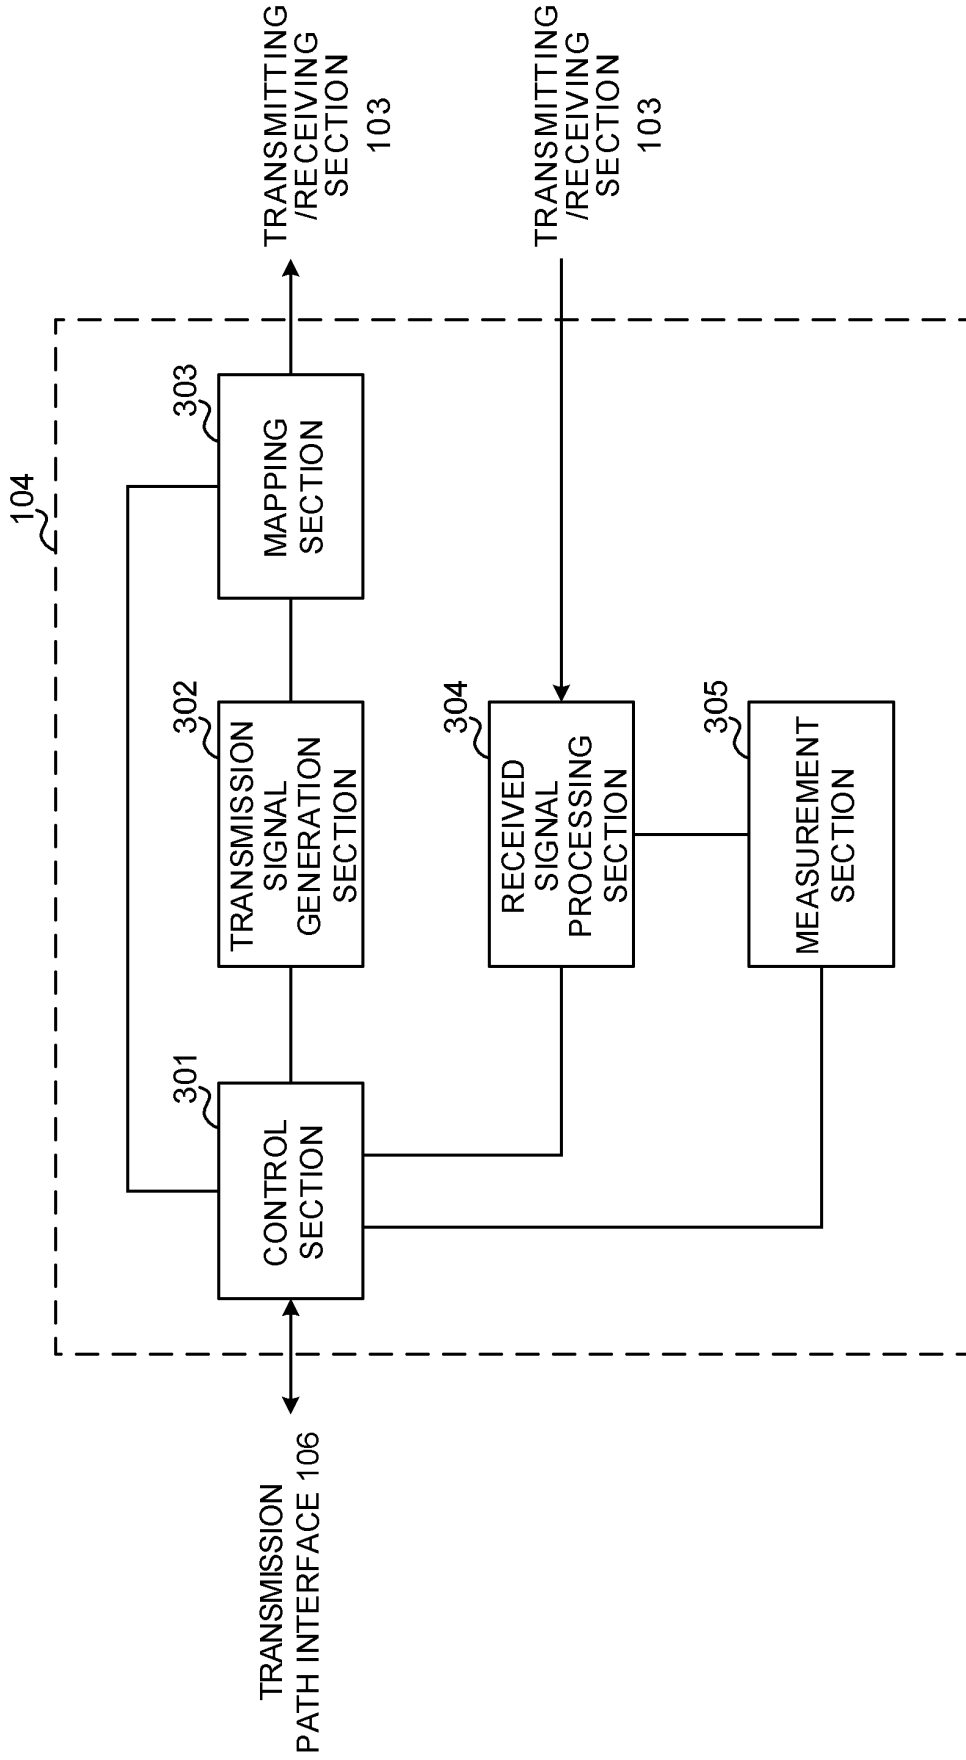 104
TRANSMISSION
PATH INTERFACE 106
301
CONTROL
SECTION
302
TRANSMISSION
SIGNAL
GENERATION
SECTION
303
MAPPING
SECTION
TRANSMITTING
/RECEIVING
SECTION
103
304
RECEIVED
SIGNAL
PROCESSING
SECTION
TRANSMITTING
/RECEIVING
SECTION
103
305
MEASUREMENT
SECTION